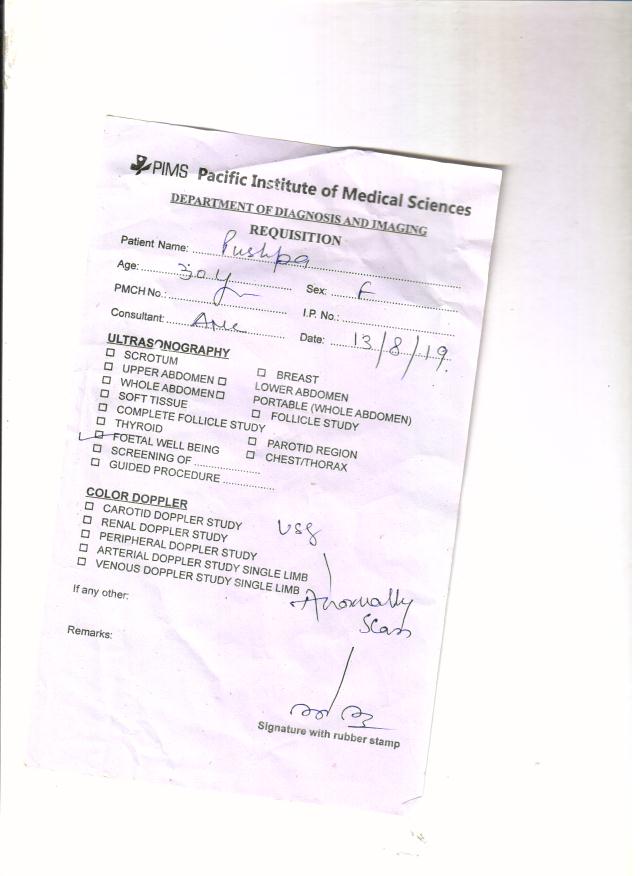 PIMS Pacific Institute of Medical Sciences
DEPARTMENT OF DIAGNOSIS AND IMAGING
REQUISITION
Patient Name: Pushpa
Age: 30 y Sex: F
PMCH No.: I.P. No.:
Consultant: Date: 13/8/19
ULTRASONOGRAPHY
SCROTUM
UPPER ABDOMEN BREAST
WHOLE ABDOMEN LOWER ABDOMEN
SOFT TISSUE PORTABLE (WHOLE ABDOMEN)
COMPLETE FOLLICLE STUDY FOLLICLE STUDY
THYROID
FOETAL WELL BEING PAROTID REGION
SCREENING OF CHEST/THORAX
GUIDED PROCEDURE
COLOR DOPPLER
CAROTID DOPPLER STUDY
RENAL DOPPLER STUDY USG
PERIPHERAL DOPPLER STUDY
ARTERIAL DOPPLER STUDY SINGLE LIMB
VENOUS DOPPLER STUDY SINGLE LIMB
If any other: Anomally
Scan
Remarks:
Signature with rubber stamp